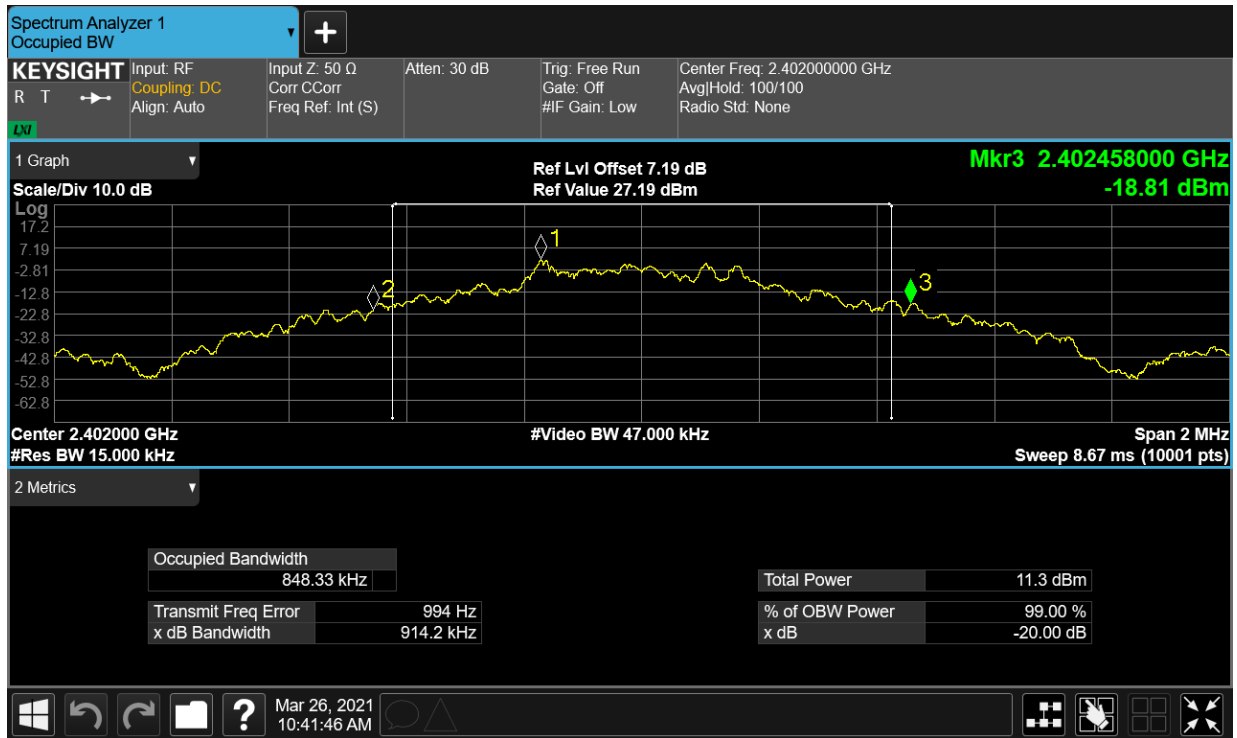 Spectrum Analyzer 1
Occupied BW
▼
+
KEYSIGHT
R T
LXI
Input: RF
Coupling: DC
Align: Auto
Input Z: 50 Ω
Corr CCorr
Freq Ref: Int (S)
Atten: 30 dB
Trig: Free Run
Gate: Off
#IF Gain: Low
Center Freq: 2.402000000 GHz
Avg|Hold: 100/100
Radio Std: None
1 Graph ▼
Scale/Div 10.0 dB
Ref Lvl Offset 7.19 dB
Ref Value 27.19 dBm
Mkr3 2.402458000 GHz
-18.81 dBm
Log
17.2
7.19
-2.81
-12.8
-22.8
-32.8
-42.8
-52.8
-62.8
1
2
3
Center 2.402000 GHz
#Res BW 15.000 kHz
#Video BW 47.000 kHz
Span 2 MHz
Sweep 8.67 ms (10001 pts)
2 Metrics ▼
Occupied Bandwidth
848.33 kHz
Transmit Freq Error 994 Hz
x dB Bandwidth 914.2 kHz
Total Power 11.3 dBm
% of OBW Power 99.00 %
x dB -20.00 dB
?
Mar 26, 2021
10:41:46 AM